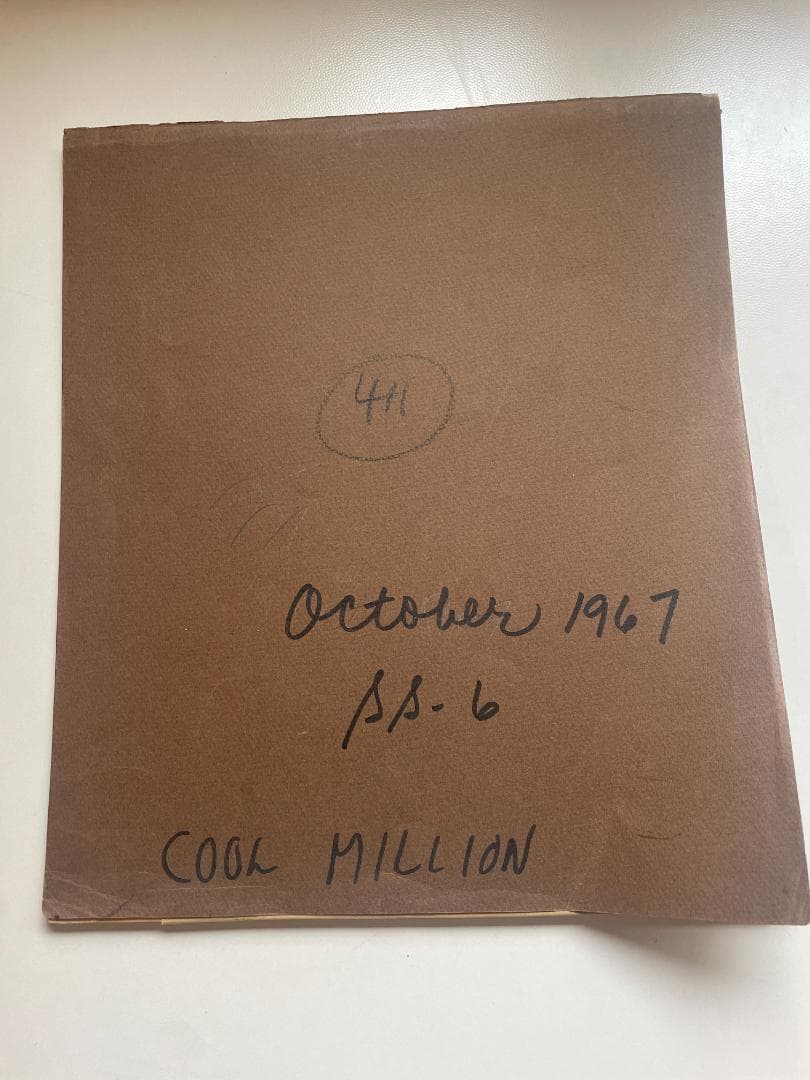 411
October 1967
SS-6
COOL MILLION